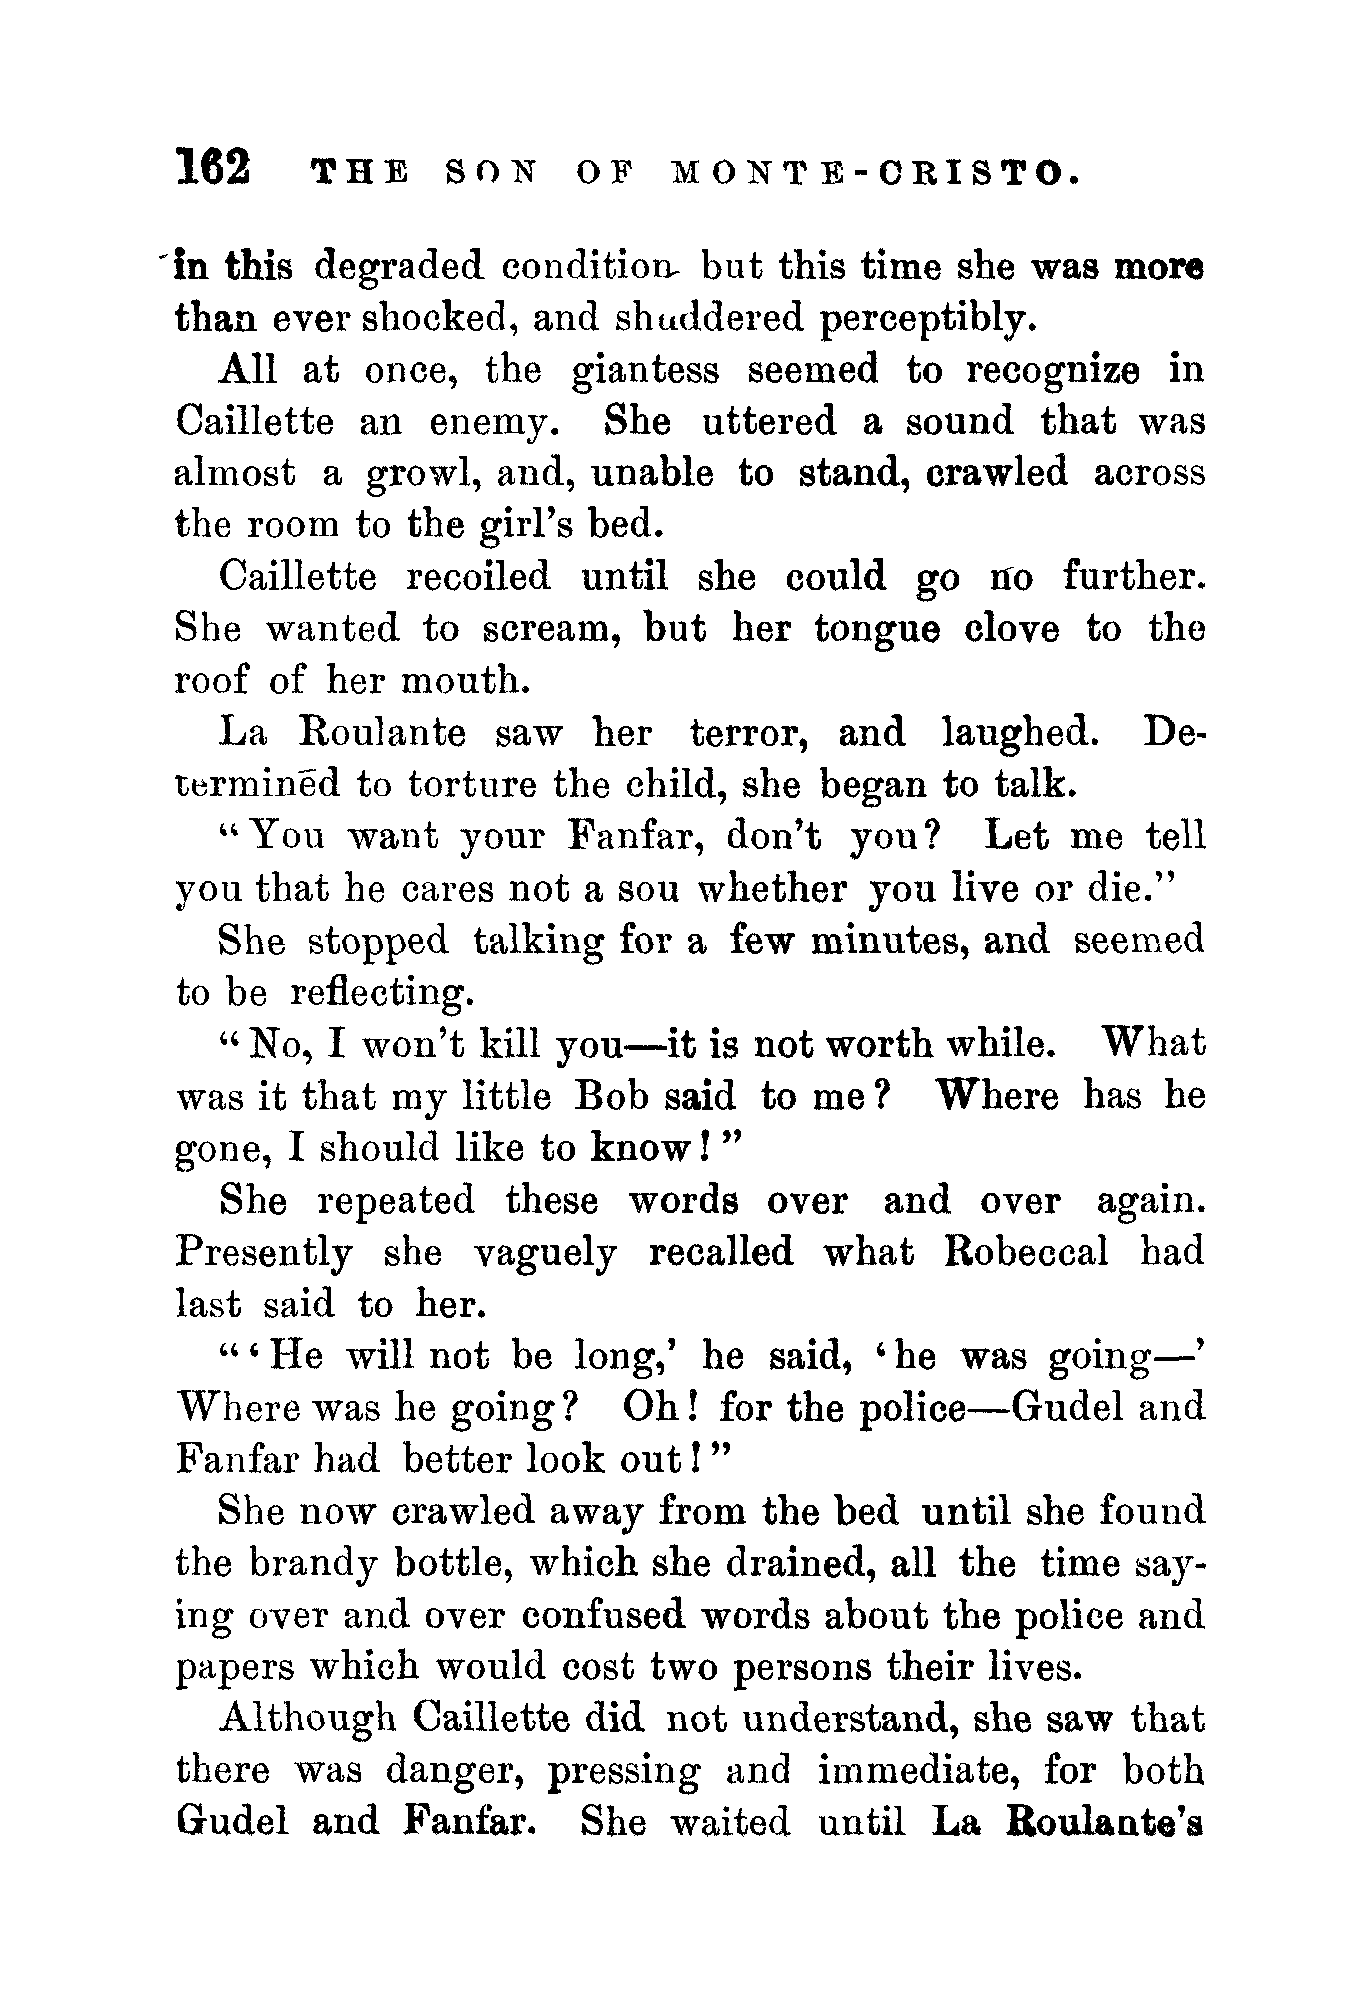 162 THE SON OF MONTE-CRISTO.
in this degraded condition, but this time she was more
than ever shocked, and shuddered perceptibly.
All at once, the giantess seemed to recognize in
Caillette an enemy. She uttered a sound that was
almost a growl, and, unable to stand, crawled across
the room to the girl's bed.
Caillette recoiled until she could go no further.
She wanted to scream, but her tongue clove to the
roof of her mouth.
La Roulante saw her terror, and laughed. De-
termined to torture the child, she began to talk.
“You want your Fanfar, don't you? Let me tell
you that he cares not a sou whether you live or die.”
She stopped talking for a few minutes, and seemed
to be reflecting.
“No, I won't kill you—it is not worth while. What
was it that my little Bob said to me? Where has he
gone, I should like to know!”
She repeated these words over and over again.
Presently she vaguely recalled what Robeccal had
last said to her.
“‘He will not be long,’ he said, ‘he was going—’
Where was he going? Oh! for the police—Gudel and
Fanfar had better look out!”
She now crawled away from the bed until she found
the brandy bottle, which she drained, all the time say-
ing over and over confused words about the police and
papers which would cost two persons their lives.
Although Caillette did not understand, she saw that
there was danger, pressing and immediate, for both
Gudel and Fanfar. She waited until La Roulante's